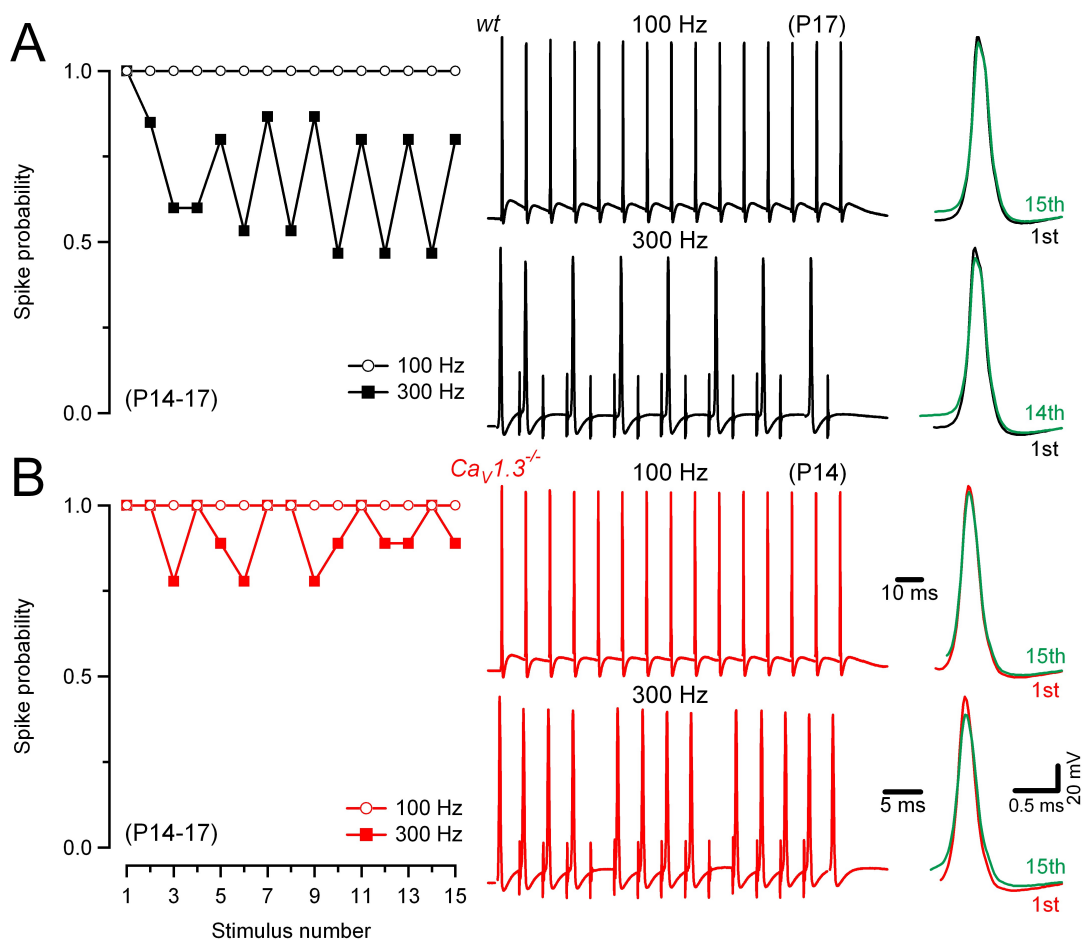 A
wt
100 Hz
(P17)
1.0
0.5
0.0
Spike probability
100 Hz
300 Hz
(P14-17)
15th
1st
300 Hz
14th
1st
B
CaV1.3-/-
100 Hz
(P14)
1.0
0.5
0.0
Spike probability
100 Hz
300 Hz
(P14-17)
1 3 5 7 9 11 13 15
Stimulus number
10 ms
15th
1st
300 Hz
5 ms
0.5 ms
20 mV
15th
1st